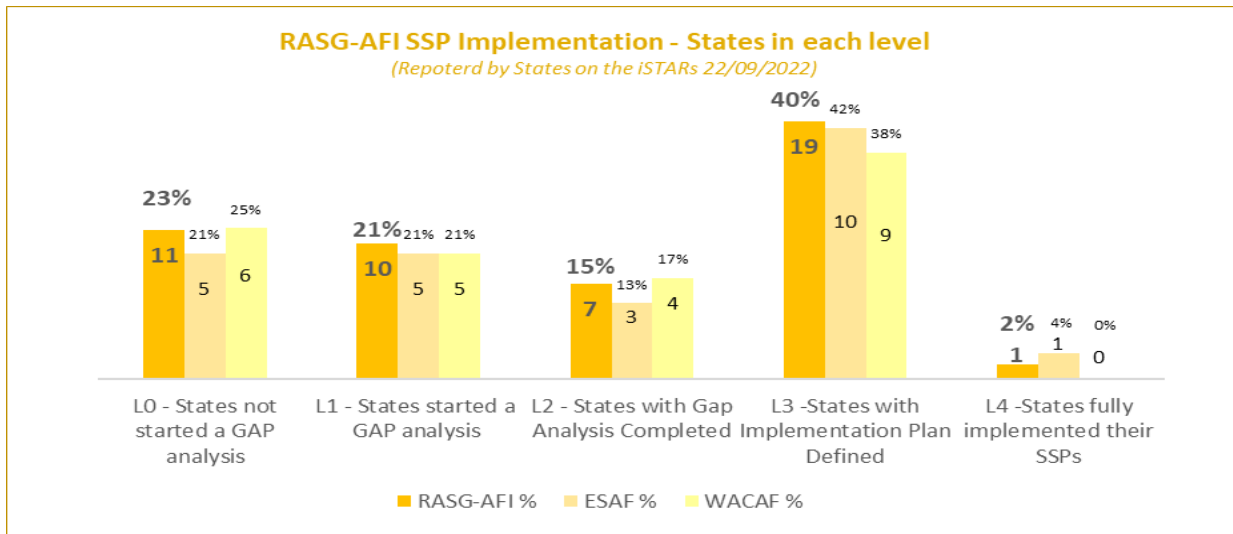 RASG-AFI SSP Implementation - States in each level
(Repoterd by States on the iSTARs 22/09/2022)
23%
11
21%
5
25%
6
21%
10
21%
5
21%
5
15%
7
13%
3
17%
4
40%
19
42%
10
38%
9
2%
1
4%
1
0%
0
L0 - States not
started a GAP
analysis
L1 - States started a
GAP analysis
L2 - States with Gap
Analysis Completed
L3 -States with
Implementation Plan
Defined
L4 -States fully
implemented their
SSPs
RASG-AFI %
ESAF %
WACAF %